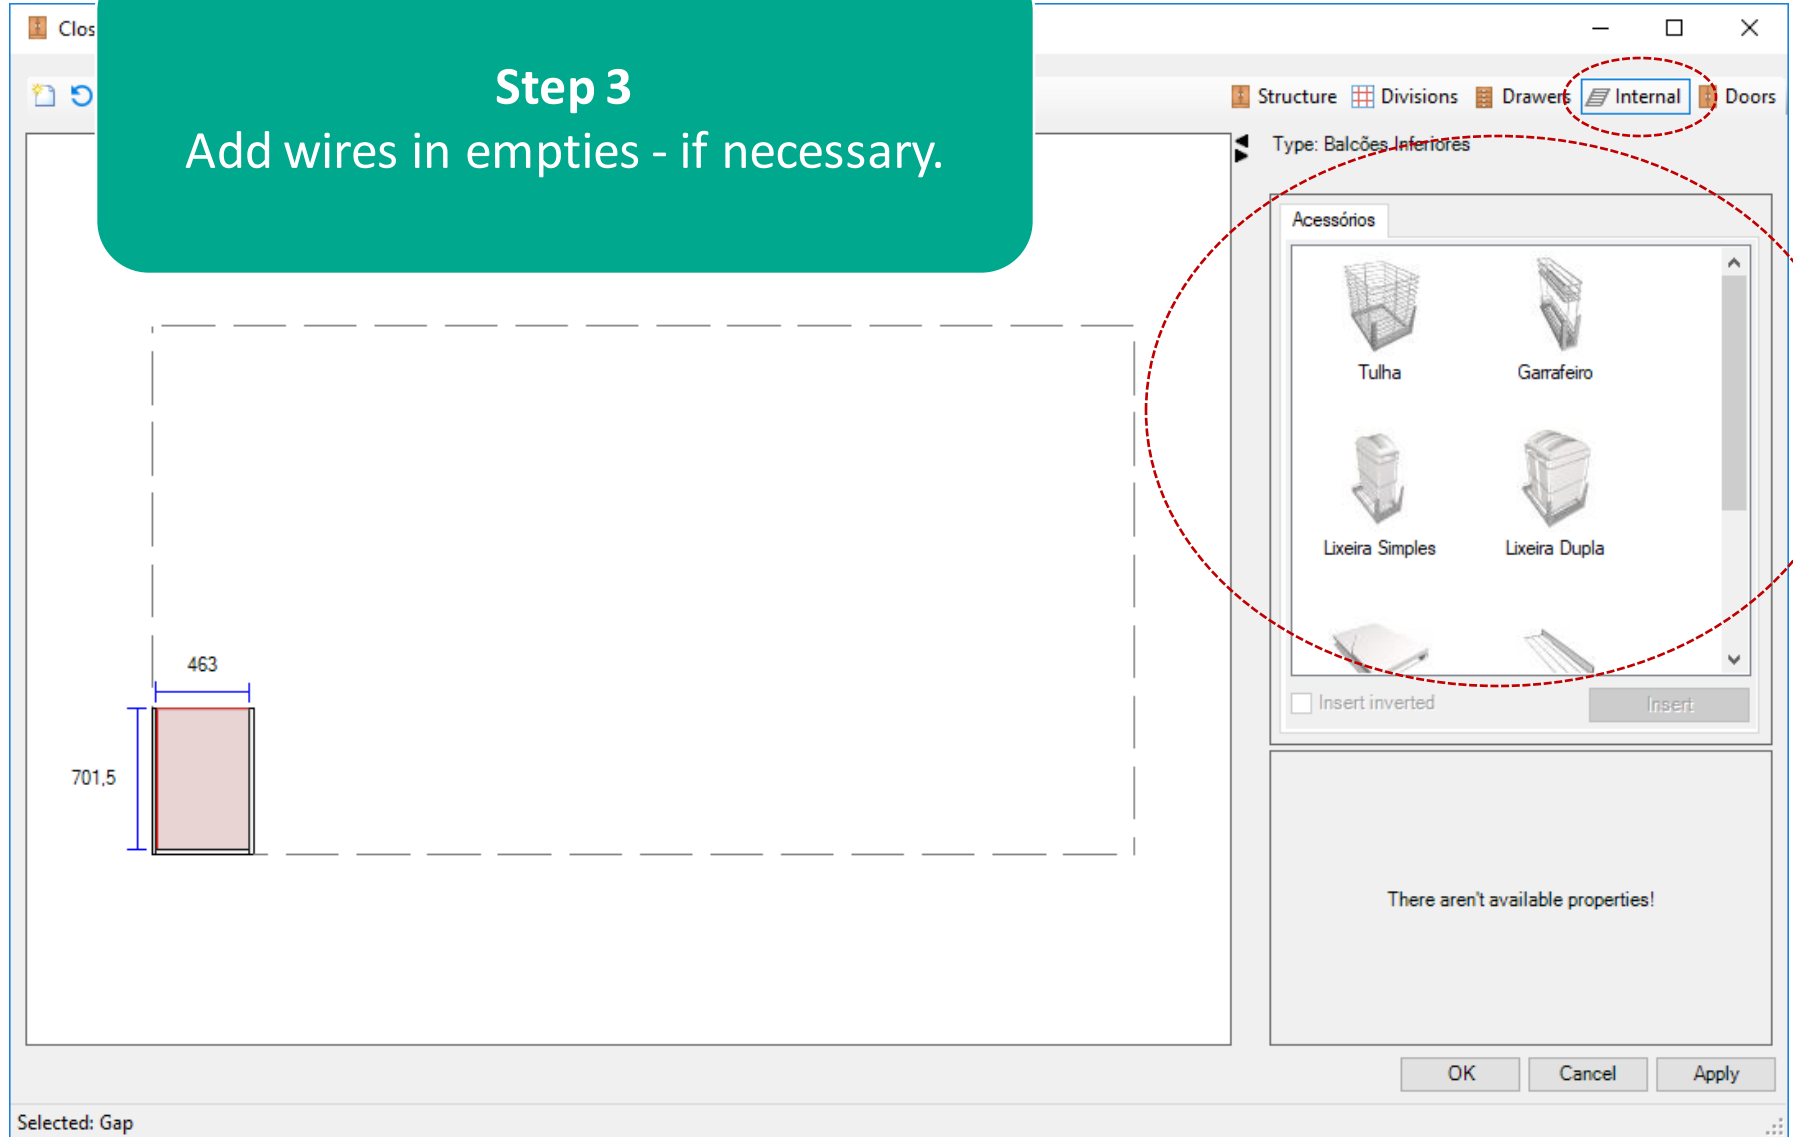 Clos
Step 3
Add wires in empties - if necessary.
Structure Divisions Drawers Internal Doors
Type: Balcões Inferiores
Acessórios
Tulha Garrafeiro
Lixeira Simples Lixeira Dupla
Insert inverted Insert
463
701,5
There aren't available properties!
OK Cancel Apply
Selected: Gap